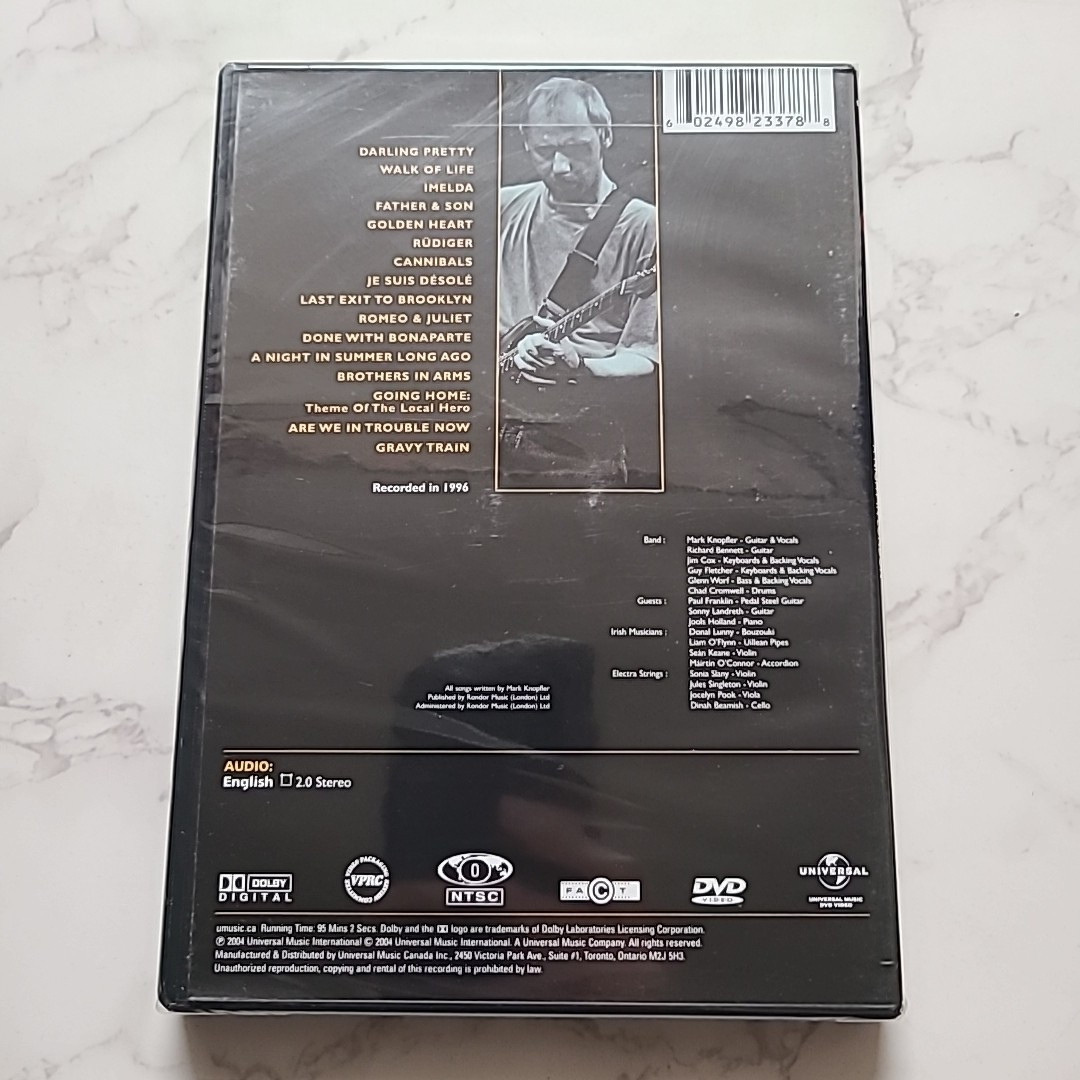 6 02498 23378 8
DARLING PRETTY
WALK OF LIFE
IMELDA
FATHER & SON
GOLDEN HEART
RÜDIGER
CANNIBALS
JE SUIS DÉSOLÉ
LAST EXIT TO BROOKLYN
ROMEO & JULIET
DONE WITH BONAPARTE
A NIGHT IN SUMMER LONG AGO
BROTHERS IN ARMS
GOING HOME:
Theme Of The Local Hero
ARE WE IN TROUBLE NOW
GRAVY TRAIN
Recorded in 1996
Band : Mark Knopfler - Guitar & Vocals
Richard Bennett - Guitar
Jim Cox - Keyboards & Backing Vocals
Guy Fletcher - Keyboards & Backing Vocals
Glenn Worf - Bass & Backing Vocals
Chad Cromwell - Drums
Guests : Paul Franklin - Pedal Steel Guitar
Sonny Landreth - Guitar
Jools Holland - Piano
Irish Musicians : Donal Lunny - Bouzouki
Liam O'Flynn - Uillean Pipes
Seán Keane - Violin
Máirtín O'Connor - Accordion
Electra Strings : Sonia Slany - Violin
Jules Singleton - Violin
Jocelyn Pook - Viola
Dinah Beamish - Cello
All songs written by Mark Knopfler
Published by Rondor Music (London) Ltd
Administered by Rondor Music (London) Ltd
AUDIO:
English 2.0 Stereo
DOLBY
DIGITAL
VIDEO PACKAGING REVIEW COMMITTEE
VPRC
0
NTSC
FACT
DVD
VIDEO
UNIVERSAL
UNIVERSAL MUSIC
DVD VIDEO
umusic.ca Running Time: 95 Mins 2 Secs. Dolby and the logo are trademarks of Dolby Laboratories Licensing Corporation.
℗ 2004 Universal Music International © 2004 Universal Music International. A Universal Music Company. All rights reserved.
Manufactured & Distributed by Universal Music Canada Inc., 2450 Victoria Park Ave., Suite #1, Toronto, Ontario M2J 5H3.
Unauthorized reproduction, copying and rental of this recording is prohibited by law.